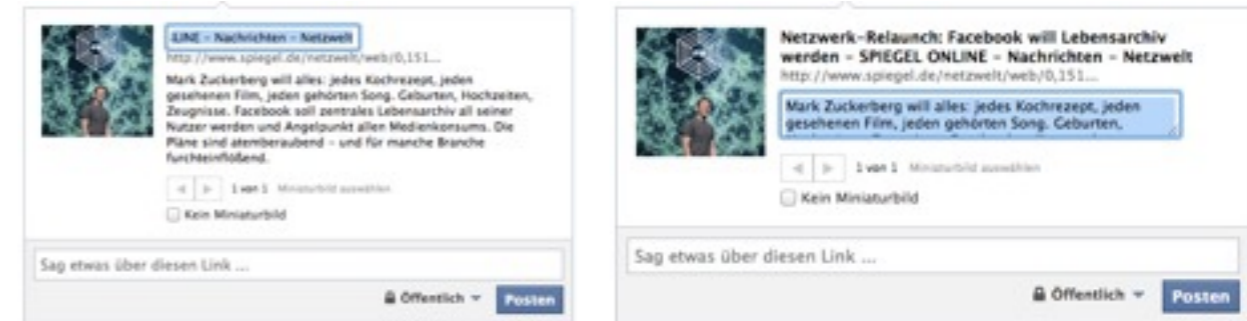 LINE – Nachrichten – Netzwelt
http://www.spiegel.de/netzwelt/web/0,151...
Mark Zuckerberg will alles: jedes Kochrezept, jeden
gesehenen Film, jeden gehörten Song. Geburten, Hochzeiten,
Zeugnisse. Facebook soll zentrales Lebensarchiv all seiner
Nutzer werden und Angelpunkt allen Medienkonsums. Die
Pläne sind atemberaubend – und für manche Branche
furchteinflößend.
1 von 1 Miniaturbild auswählen
Kein Miniaturbild
Sag etwas über diesen Link ...
Öffentlich
Posten
Netzwerk-Relaunch: Facebook will Lebensarchiv
werden – SPIEGEL ONLINE – Nachrichten – Netzwelt
http://www.spiegel.de/netzwelt/web/0,151...
Mark Zuckerberg will alles: jedes Kochrezept, jeden
gesehenen Film, jeden gehörten Song. Geburten,
1 von 1 Miniaturbild auswählen
Kein Miniaturbild
Sag etwas über diesen Link ...
Öffentlich
Posten